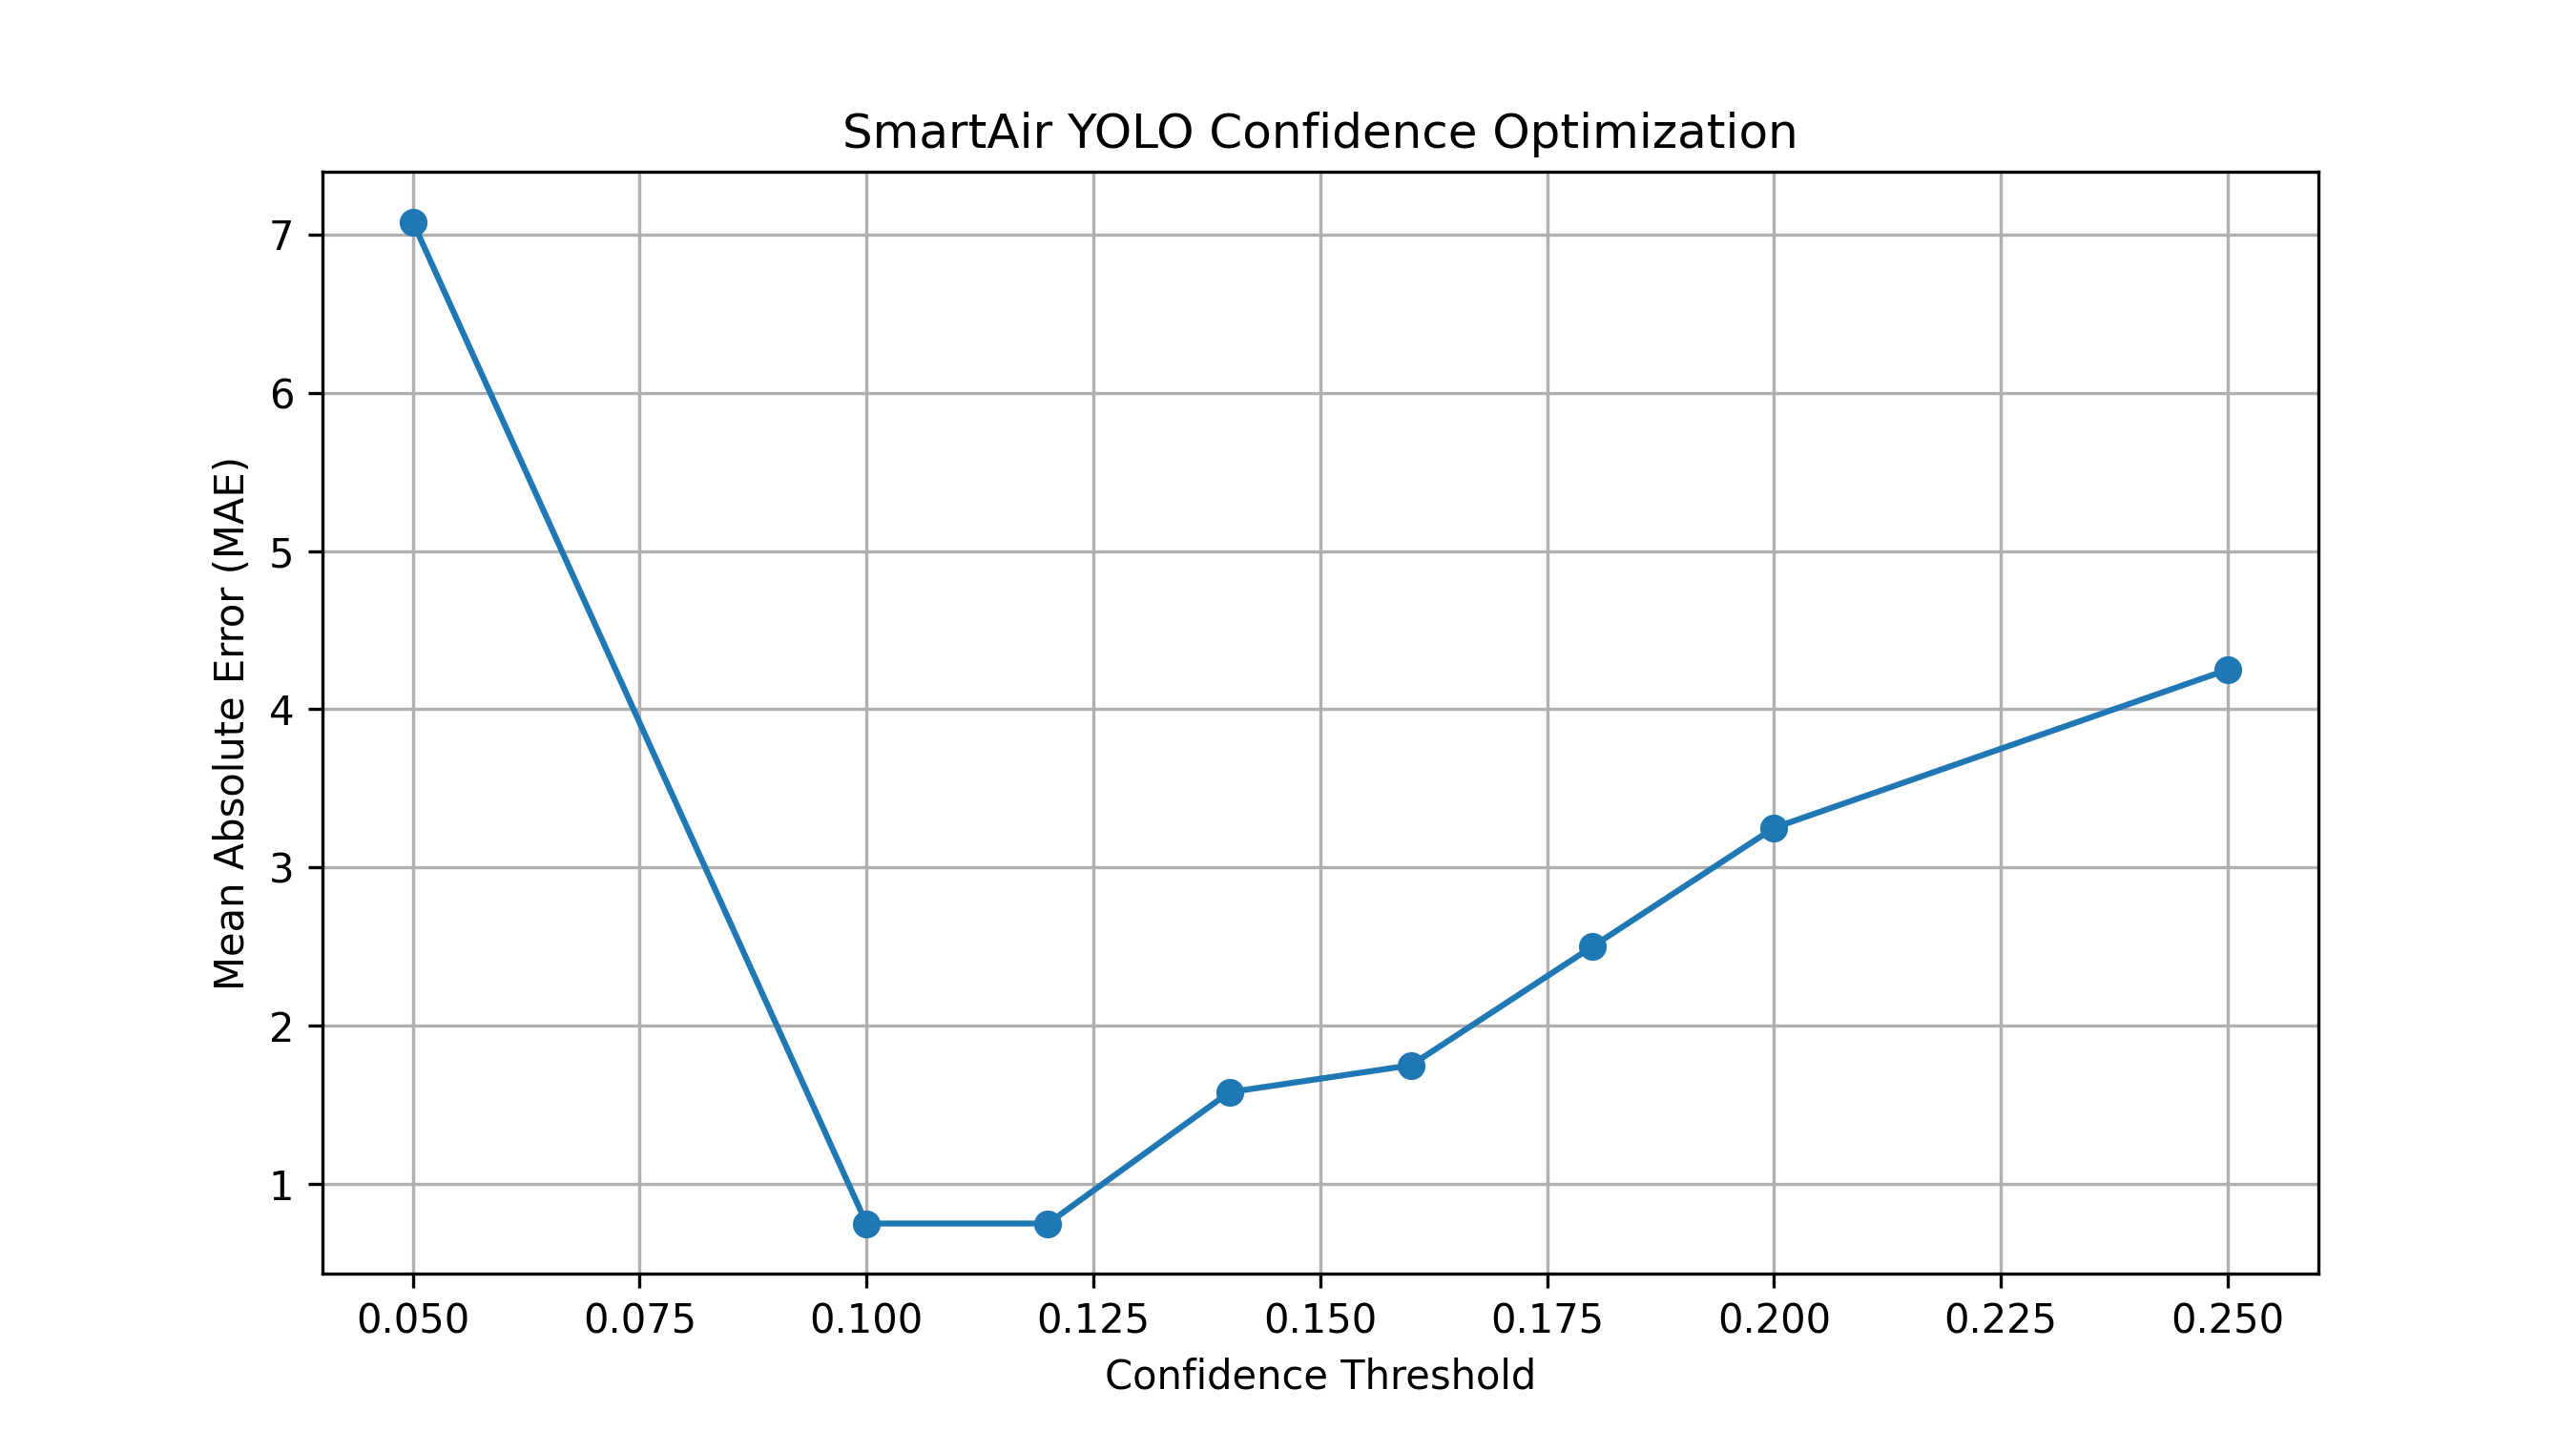 SmartAir YOLO Confidence Optimization
Mean Absolute Error (MAE)
7
6
5
4
3
2
1
0.050 0.075 0.100 0.125 0.150 0.175 0.200 0.225 0.250
Confidence Threshold